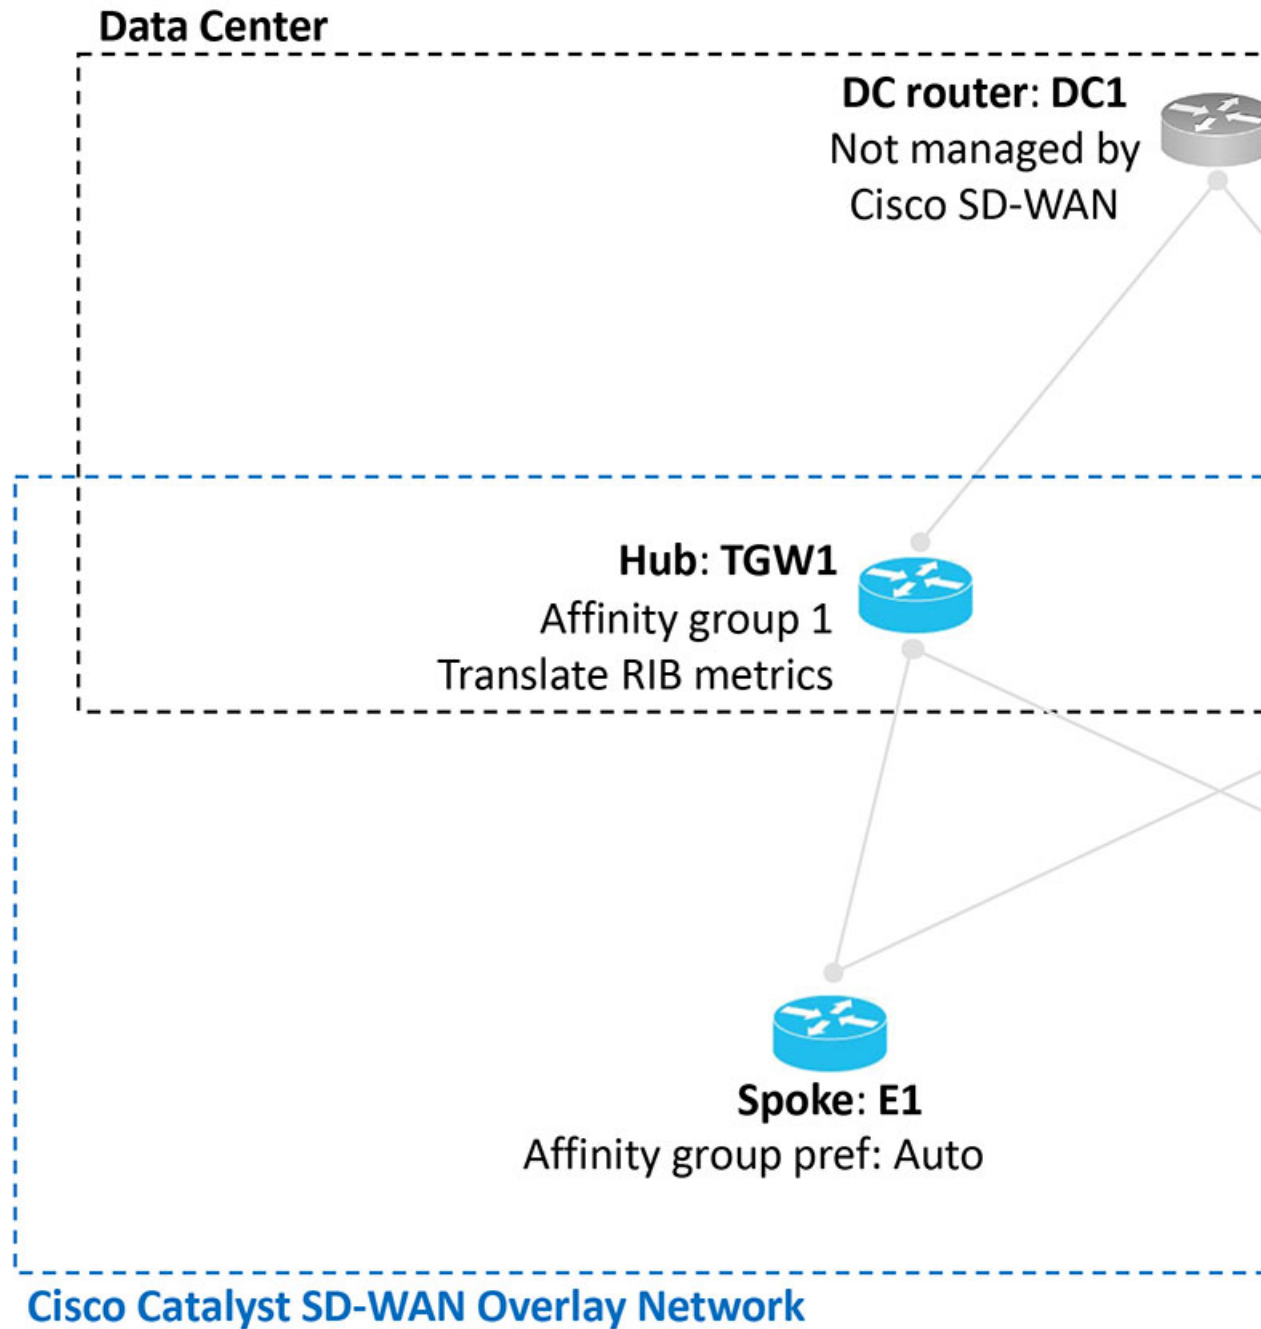 Data Center
DC router: DC1
Not managed by
Cisco SD-WAN
Hub: TGW1
Affinity group 1
Translate RIB metrics
Spoke: E1
Affinity group pref: Auto
Cisco Catalyst SD-WAN Overlay Network